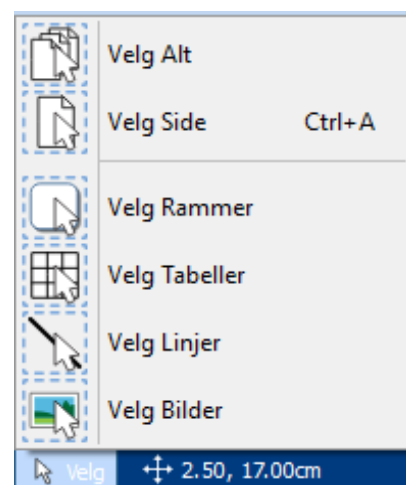 Velg Alt
Velg Side Ctrl+A
Velg Rammer
Velg Tabeller
Velg Linjer
Velg Bilder
Velg 2.50, 17.00cm